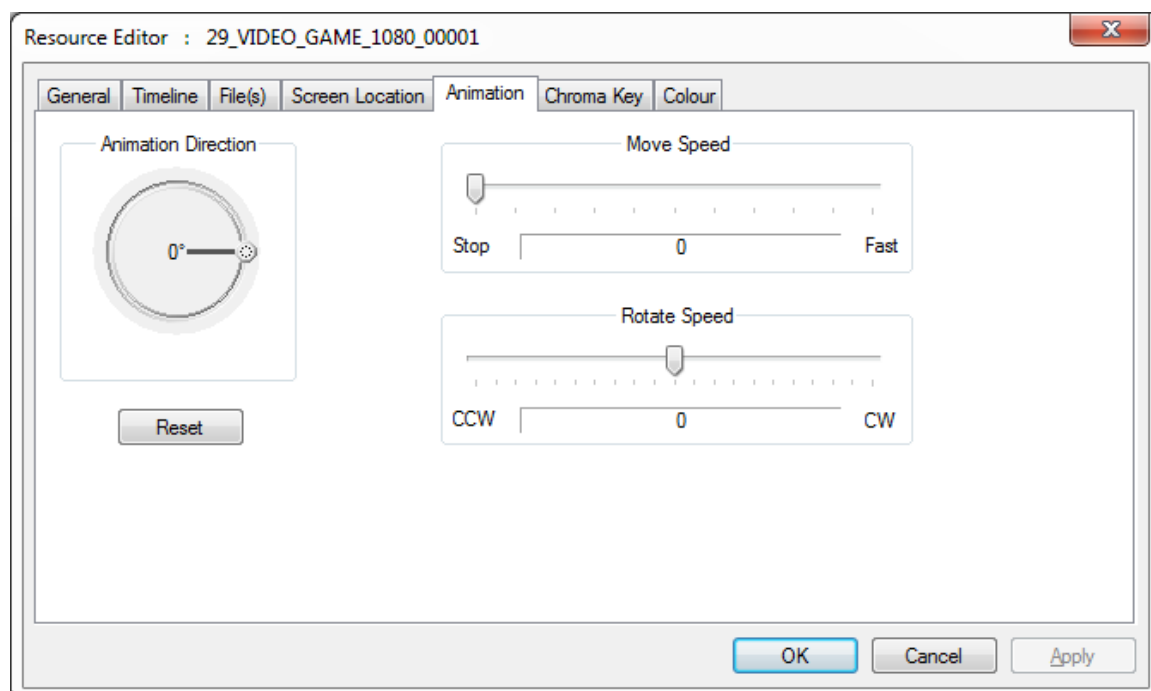 Resource Editor : 29_VIDEO_GAME_1080_00001
General Timeline File(s) Screen Location Animation Chroma Key Colour
Animation Direction
0°
Reset
Move Speed
Stop 0 Fast
Rotate Speed
CCW 0 CW
OK Cancel Apply